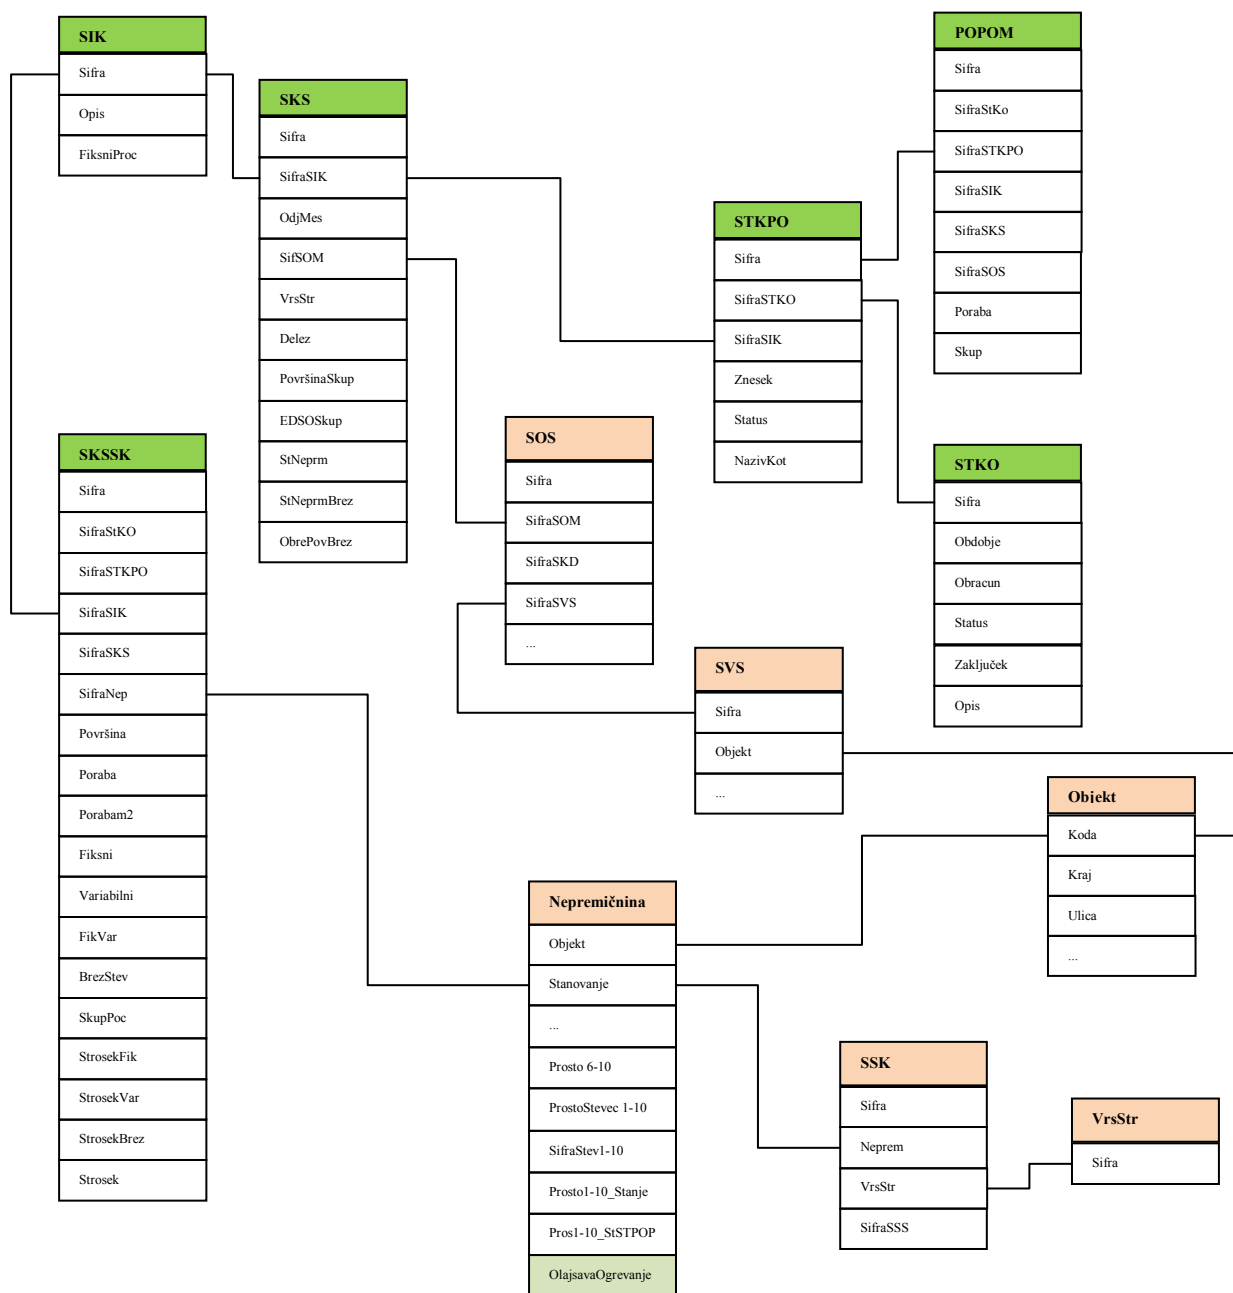 SIK
Sifra
Opis
FiksniProc
SKS
Sifra
SifraSIK
OdjMes
SifSOM
VrsStr
Delez
PovršinaSkup
EDSOSkup
StNeprm
StNeprmBrez
ObrePovBrez
POPOM
Sifra
SifraStKo
SifraSTKPO
SifraSIK
SifraSKS
SifraSOS
Poraba
Skup
STKPO
Sifra
SifraSTKO
SifraSIK
Znesek
Status
NazivKot
SKSSK
Sifra
SifraStKO
SifraSTKPO
SifraSIK
SifraSKS
SifraNep
Površina
Poraba
Porabam2
Fiksni
Variabilni
FikVar
BrezStev
SkupPoc
StrosekFik
StrosekVar
StrosekBrez
Strosek
SOS
Sifra
SifraSOM
SifraSKD
SifraSVS
...
STKO
Sifra
Obdobje
Obracun
Status
Zaključek
Opis
SVS
Sifra
Objekt
...
Objekt
Koda
Kraj
Ulica
...
Nepremičnina
Objekt
Stanovanje
...
Prosto 6-10
ProstoStevec 1-10
SifraStev1-10
Prosto1-10_Stanje
Pros1-10_StSTPOP
OlajsavaOgrevanje
SSK
Sifra
Neprem
VrsStr
SifraSSS
VrsStr
Sifra